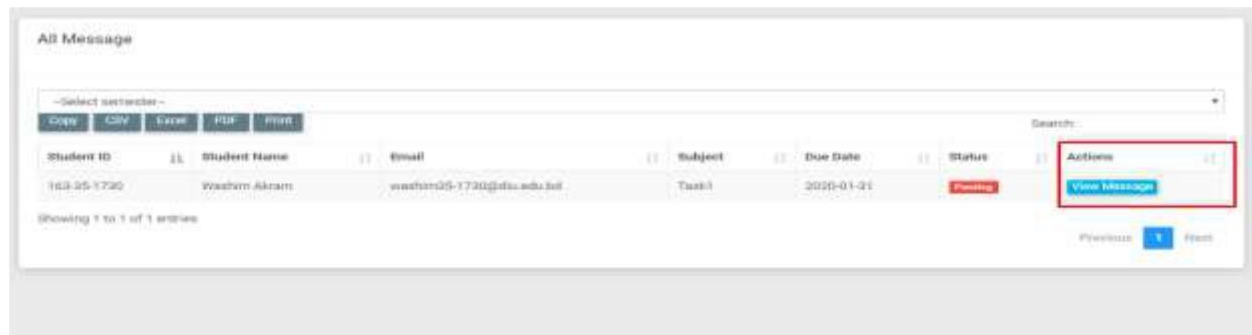 All Message
--Select semester--
Copy CSV Excel PDF Print
Search:
Student ID Student Name Email Subject Due Date Status Actions
163-35-1730 Washim Akram washim35-1730@diu.edu.bd Task1 2020-01-31 Pending View Message
Showing 1 to 1 of 1 entries
Previous 1 Next